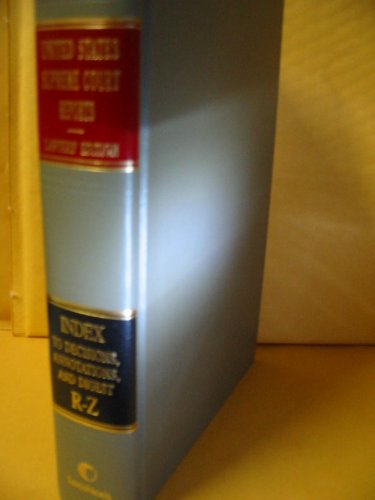 UNITED STATES
SUPREME COURT
REPORTS
LAWYERS' EDITION
INDEX
TO DECISIONS,
ANNOTATIONS,
AND DIGEST
R-Z